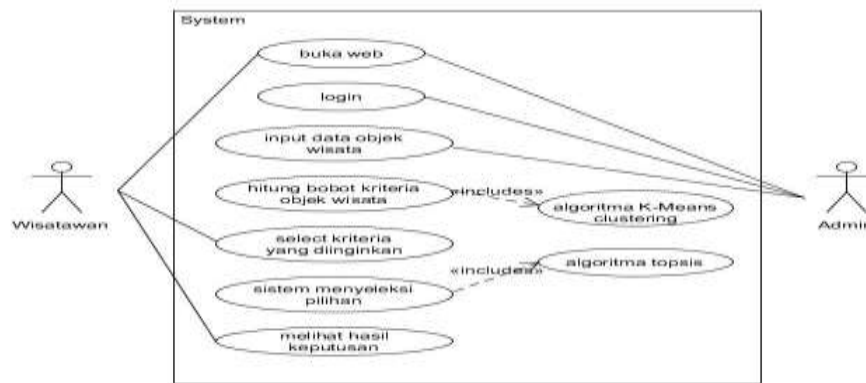 System
buka web
login
input data objek
wisata
hitung bobot kriteria
objek wisata
«includes»
algoritma K-Means
clustering
Wisatawan
Admin
select kriteria
yang diinginkan
«includes»
algoritma topsis
sistem menyeleksi
pilihan
melihat hasil
keputusan